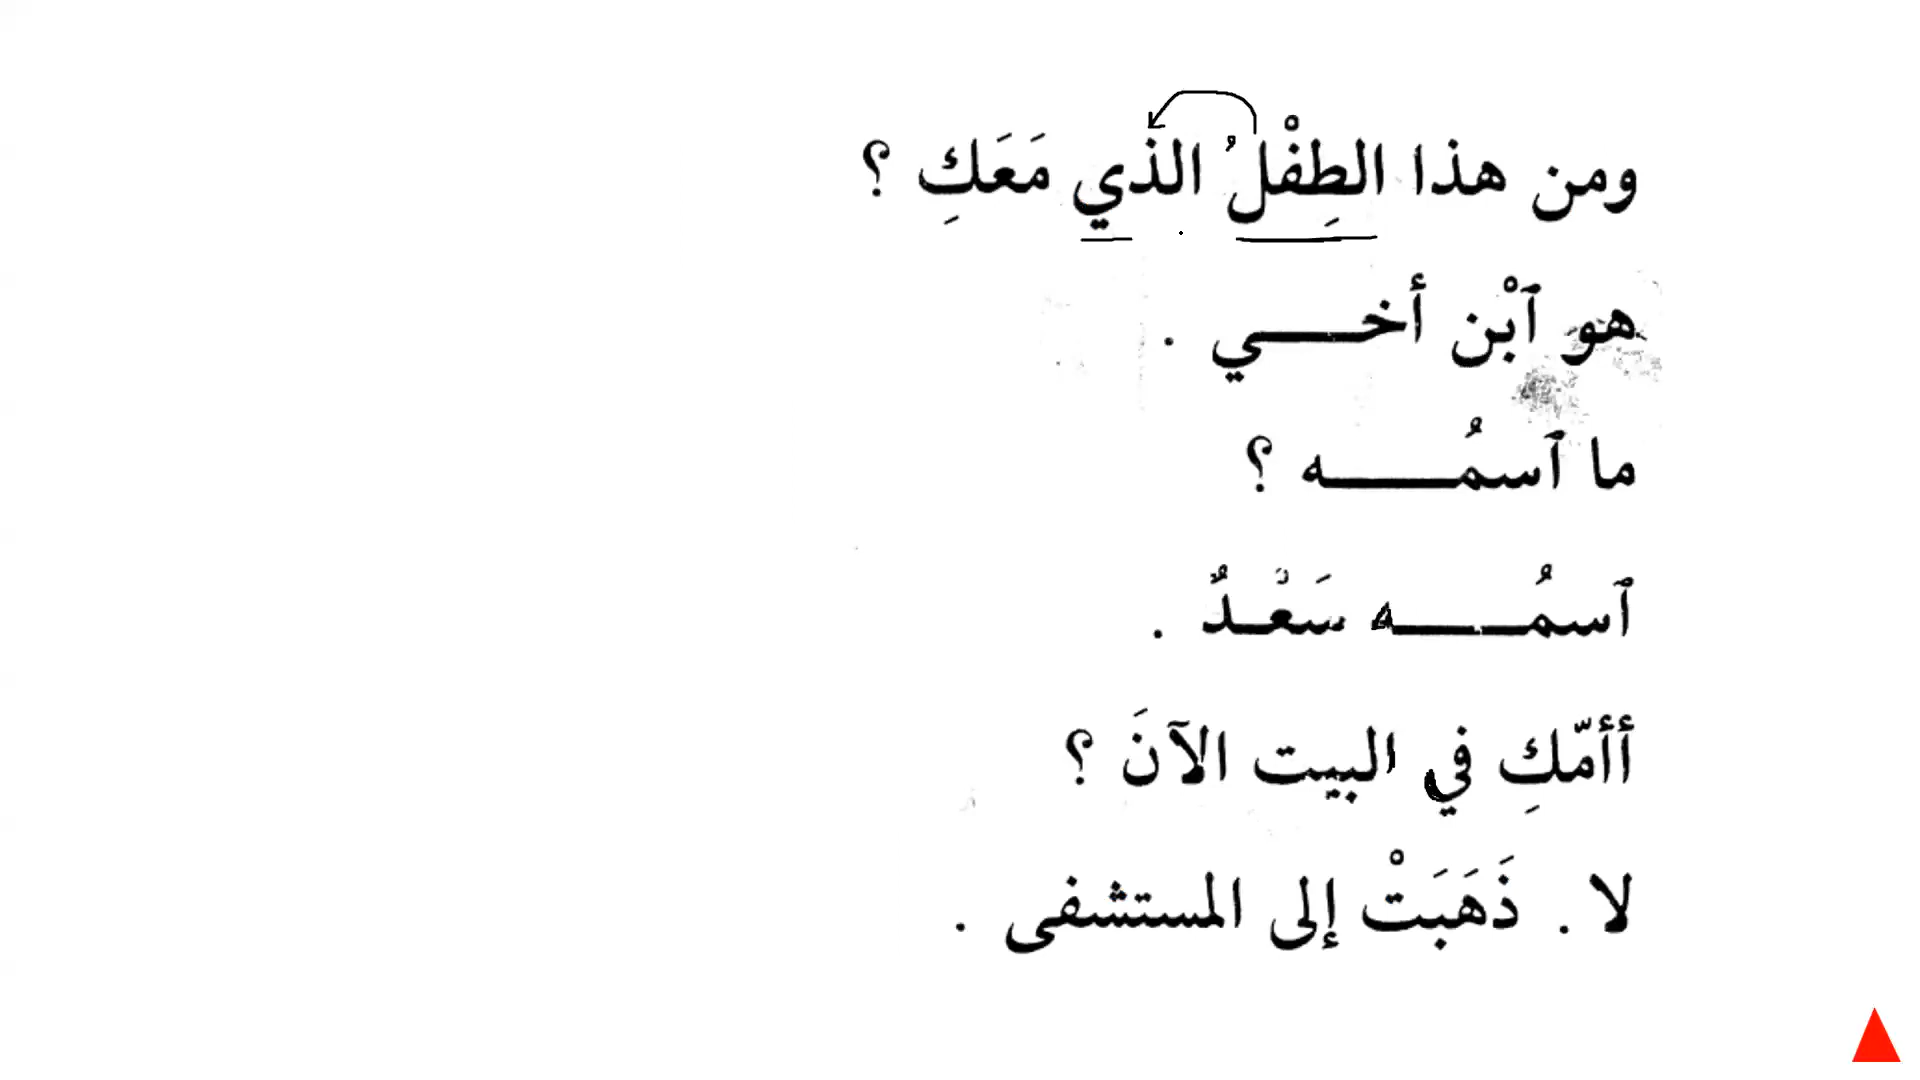 ومن هذا الطِفْلُ الذي مَعَكِ ؟
هوَ ٱبْن أخي .
ما ٱسمُه ؟
ٱسمُه سَعْدٌ .
أأمّكِ في البيت الآنَ ؟
لا . ذَهَبَتْ إلى المستشفى .